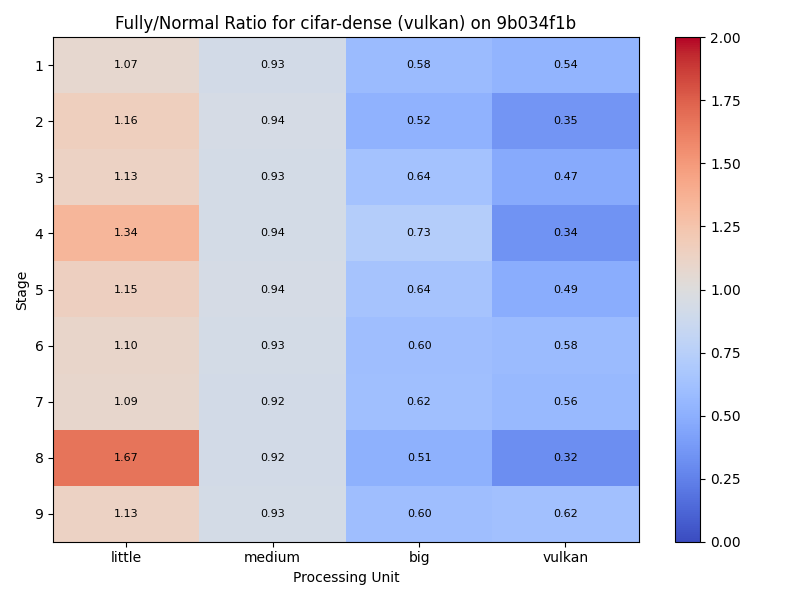 Fully/Normal Ratio for cifar-dense (vulkan) on 9b034f1b
1 1.07 0.93 0.58 0.54
2 1.16 0.94 0.52 0.35
3 1.13 0.93 0.64 0.47
4 1.34 0.94 0.73 0.34
5 1.15 0.94 0.64 0.49
6 1.10 0.93 0.60 0.58
7 1.09 0.92 0.62 0.56
8 1.67 0.92 0.51 0.32
9 1.13 0.93 0.60 0.62
Stage
little medium big vulkan
Processing Unit
2.00
1.75
1.50
1.25
1.00
0.75
0.50
0.25
0.00